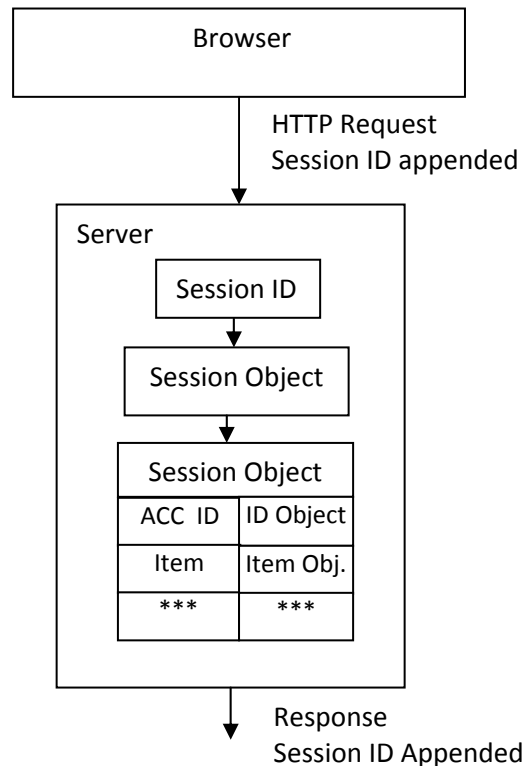 Browser
HTTP Request
Session ID appended
Server
Session ID
Session Object
Session Object
ACC ID ID Object
Item Item Obj.
*** ***
Response
Session ID Appended